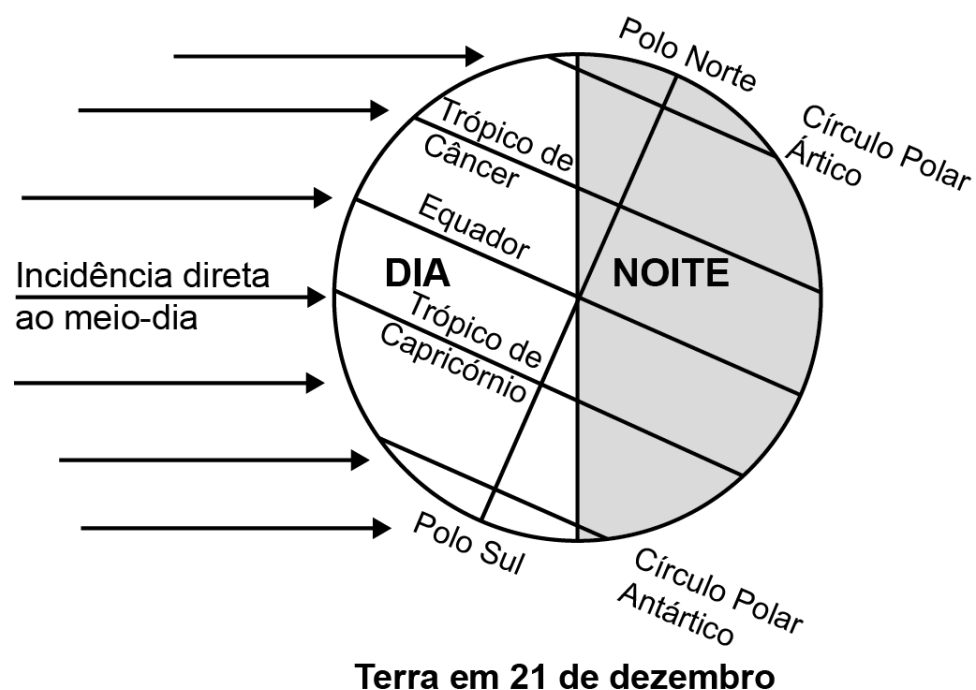 Polo Norte
Círculo Polar
Ártico
Trópico de
Câncer
Equador
DIA
NOITE
Incidência direta
ao meio-dia
Trópico de
Capricórnio
Polo Sul
Círculo Polar
Antártico
Terra em 21 de dezembro